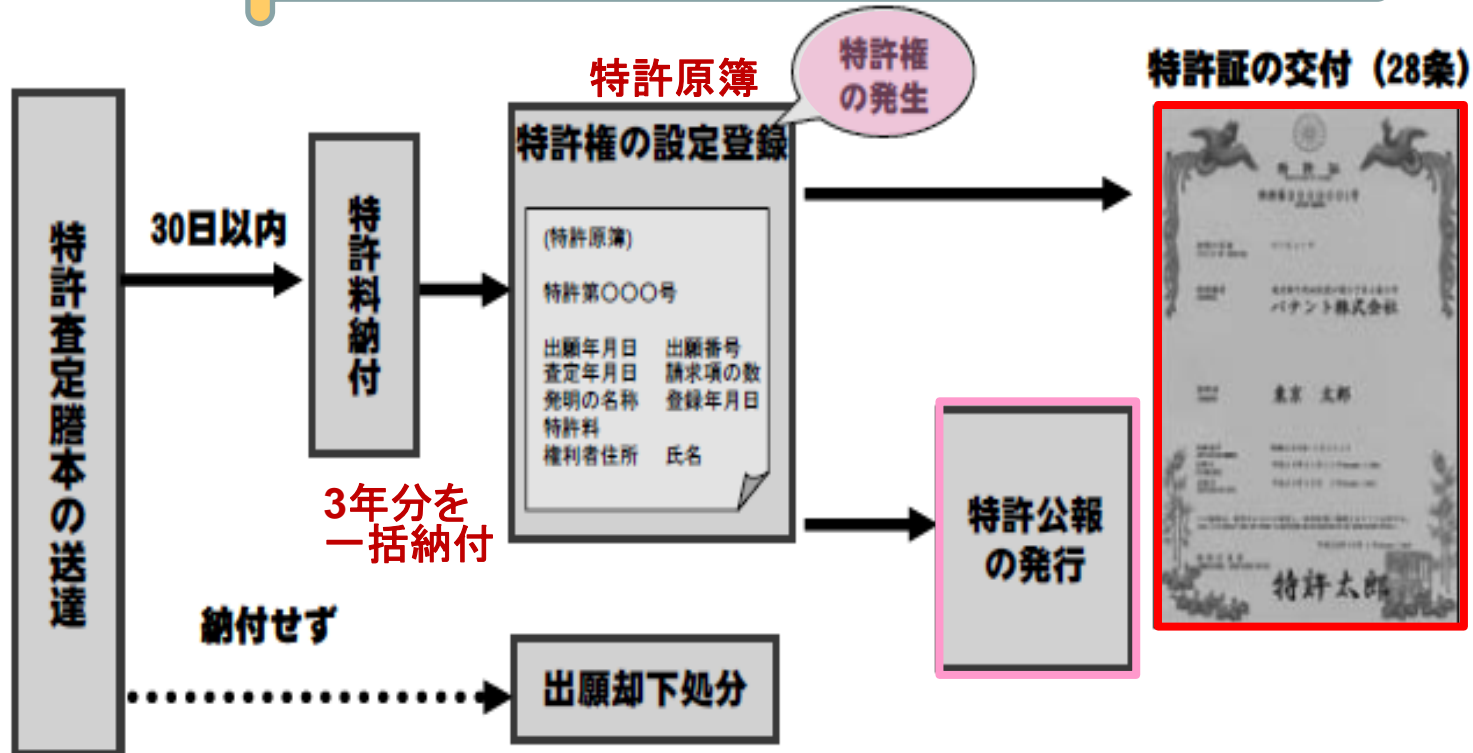 特許査定謄本の送達
30日以内
特許料納付
3年分を
一括納付
特許原簿
特許権
の発生
特許権の設定登録
(特許原簿)
特許第〇〇〇号
出願年月日 出願番号
査定年月日 請求項の数
発明の名称 登録年月日
特許料
権利者住所 氏名
特許証の交付(28条)
特許証
バテント株式会社
東京 太郎
特許太郎
特許公報
の発行
納付せず
出願却下処分